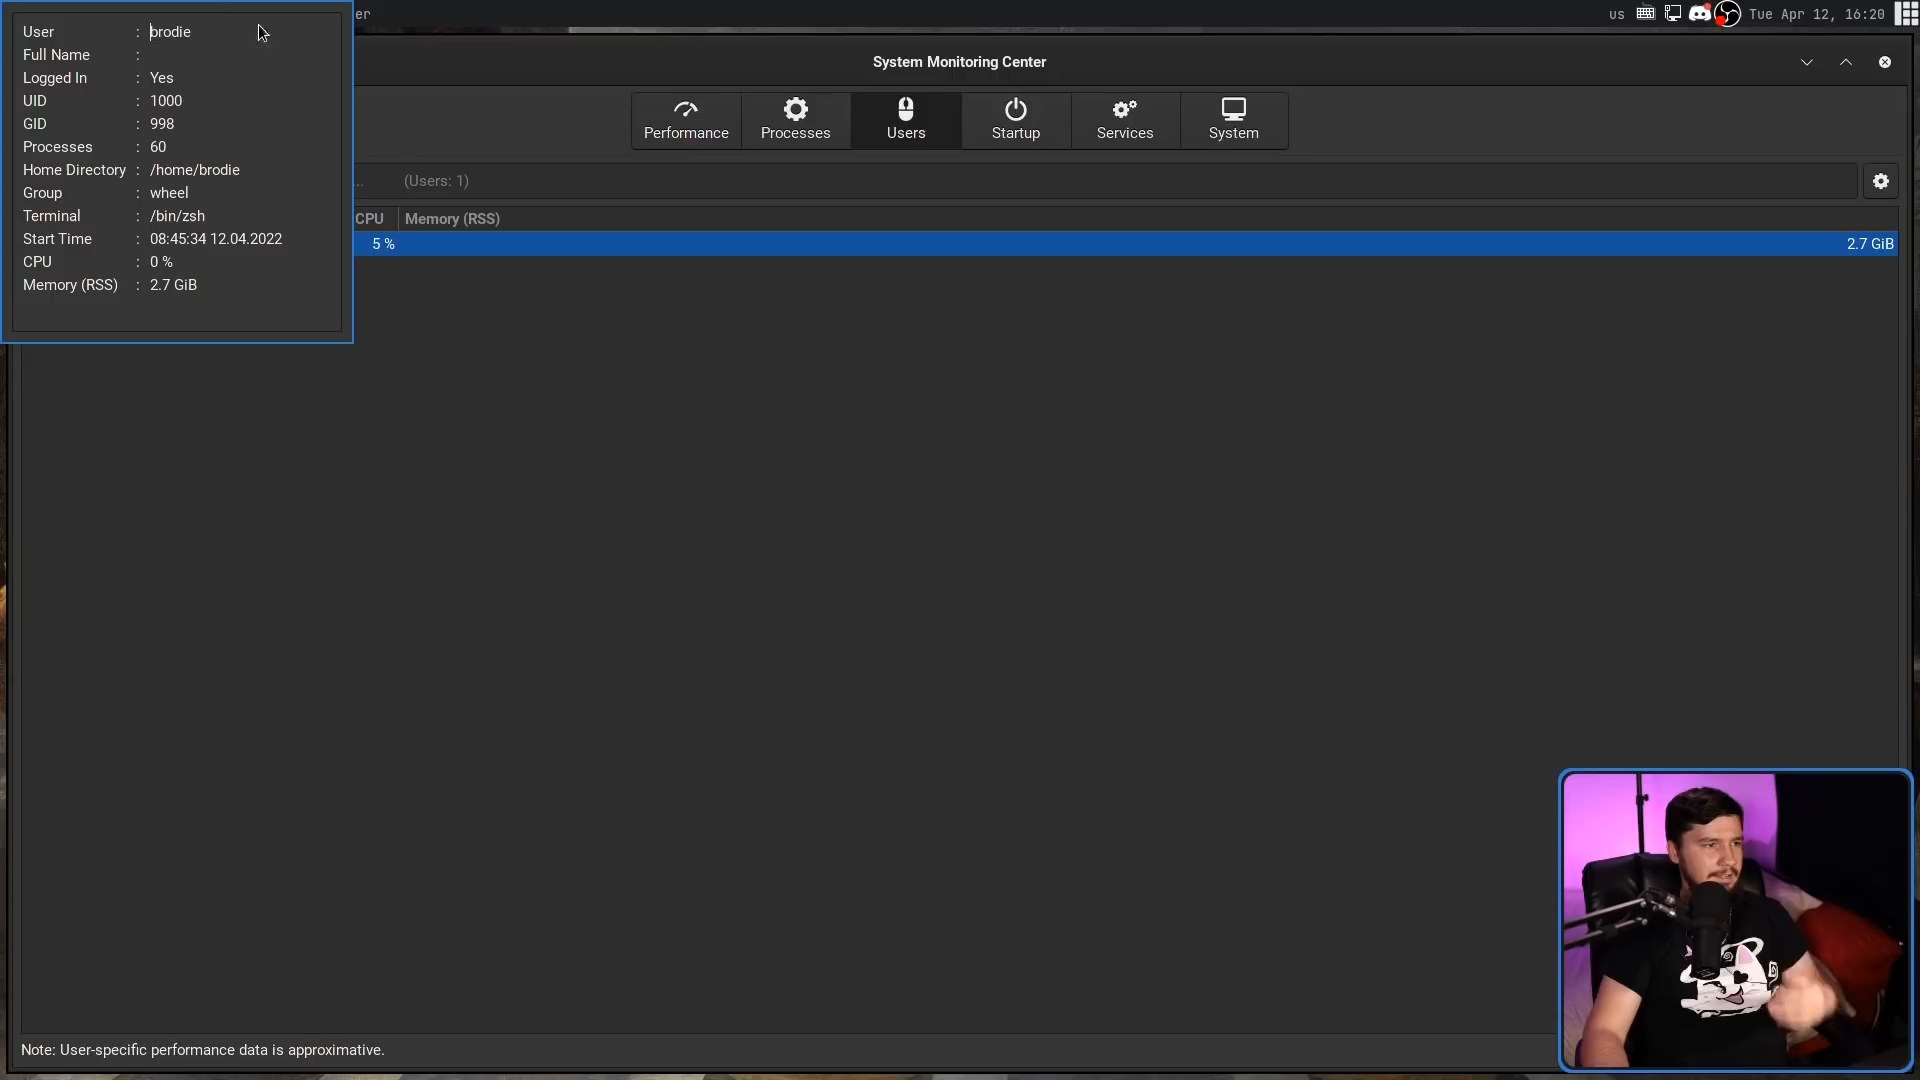 er
us
Tue Apr 12, 16:20
User : brodie
Full Name :
Logged In : Yes
UID : 1000
GID : 998
Processes : 60
Home Directory : /home/brodie
Group : wheel
Terminal : /bin/zsh
Start Time : 08:45:34 12.04.2022
CPU : 0 %
Memory (RSS) : 2.7 GiB
System Monitoring Center
Performance
Processes
Users
Startup
Services
System
... (Users: 1)
CPU
Memory (RSS)
5 %
2.7 GiB
Note: User-specific performance data is approximative.